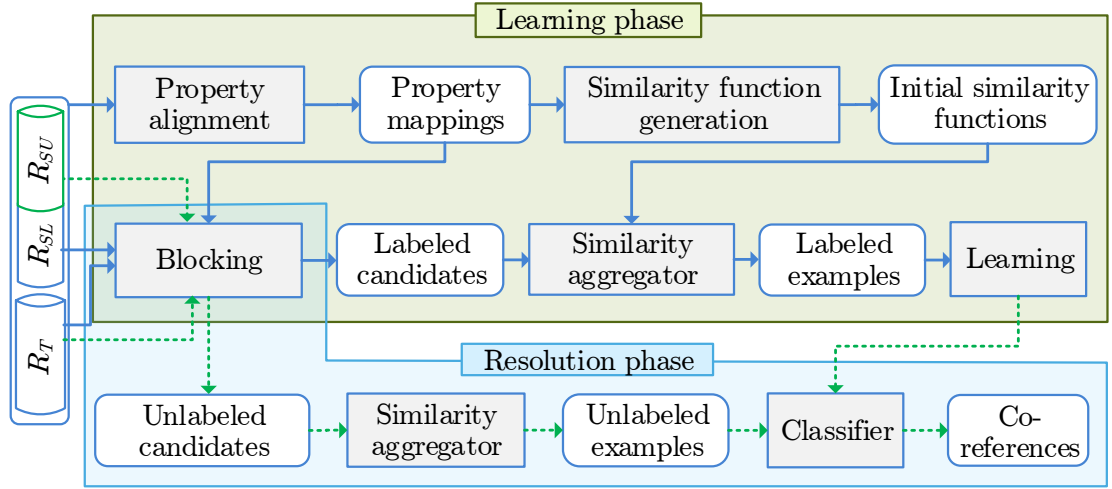 Learning phase
Property
alignment
Property
mappings
Similarity function
generation
Initial similarity
functions
R_SU
R_SL
R_T
Blocking
Labeled
candidates
Similarity
aggregator
Labeled
examples
Learning
Resolution phase
Unlabeled
candidates
Similarity
aggregator
Unlabeled
examples
Classifier
Co-
references